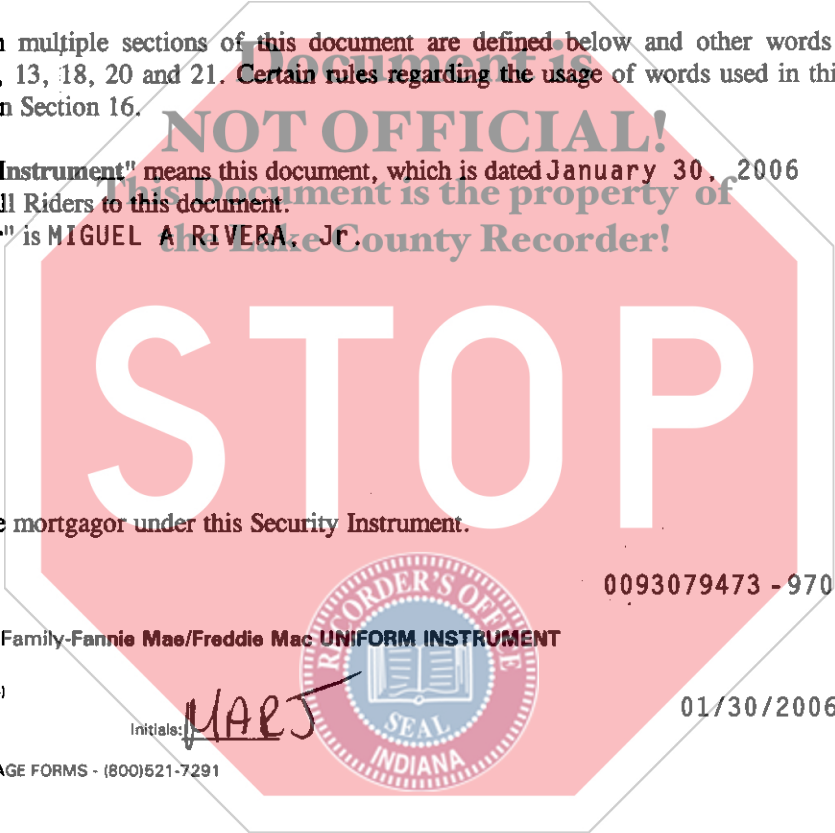 multiple sections of this document are defined below and other words
13, 18, 20 and 21. Certain rules regarding the usage of words used in thi
n Section 16.
Document is
NOT OFFICIAL!
This Document is the property of
the Lake County Recorder!
Instrument" means this document, which is dated January 30, 2006
ll Riders to this document.
" is MIGUEL A RIVERA, Jr.
STOP
e mortgagor under this Security Instrument.
0093079473 - 970
Family-Fannie Mae/Freddie Mac UNIFORM INSTRUMENT
Initials: MARJ
01/30/2006
AGE FORMS - (800)521-7291
RECORDER'S OFFICE
SEAL
INDIANA